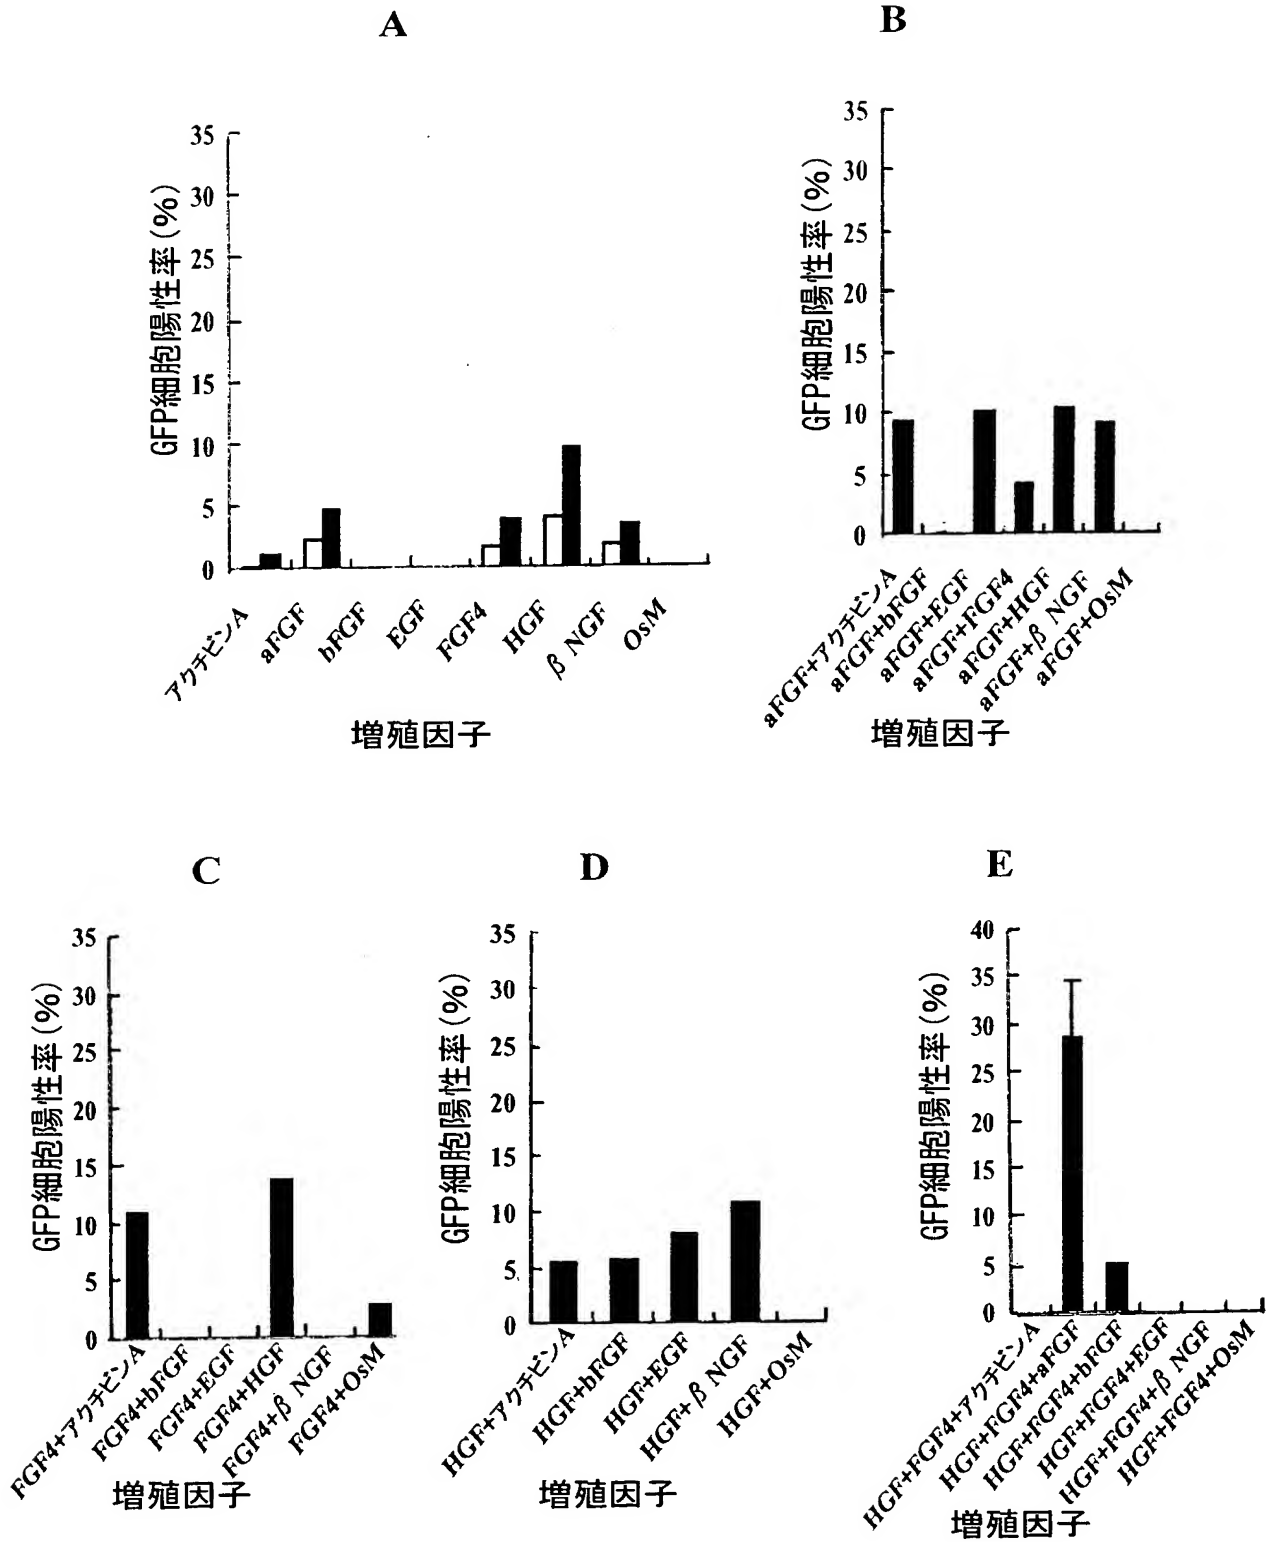 A
GFP細胞陽性率(%)
35
30
25
20
15
10
5
0
アクチビンA
aFGF
bFGF
EGF
FGF4
HGF
β NGF
OsM
増殖因子
B
GFP細胞陽性率(%)
35
30
25
20
15
10
5
0
aFGF+アクチビンA
aFGF+bFGF
aFGF+EGF
aFGF+FGF4
aFGF+HGF
aFGF+β NGF
aFGF+OsM
増殖因子
C
GFP細胞陽性率(%)
35
30
25
20
15
10
5
0
FGF4+アクチビンA
FGF4+bFGF
FGF4+EGF
FGF4+HGF
FGF4+β NGF
FGF4+OsM
増殖因子
D
GFP細胞陽性率(%)
35
30
25
20
15
10
5
0
HGF+アクチビンA
HGF+bFGF
HGF+EGF
HGF+β NGF
HGF+OsM
増殖因子
E
GFP細胞陽性率(%)
40
35
30
25
20
15
10
5
0
HGF+FGF4+アクチビンA
HGF+FGF4+aFGF
HGF+FGF4+bFGF
HGF+FGF4+EGF
HGF+FGF4+β NGF
HGF+FGF4+OsM
増殖因子